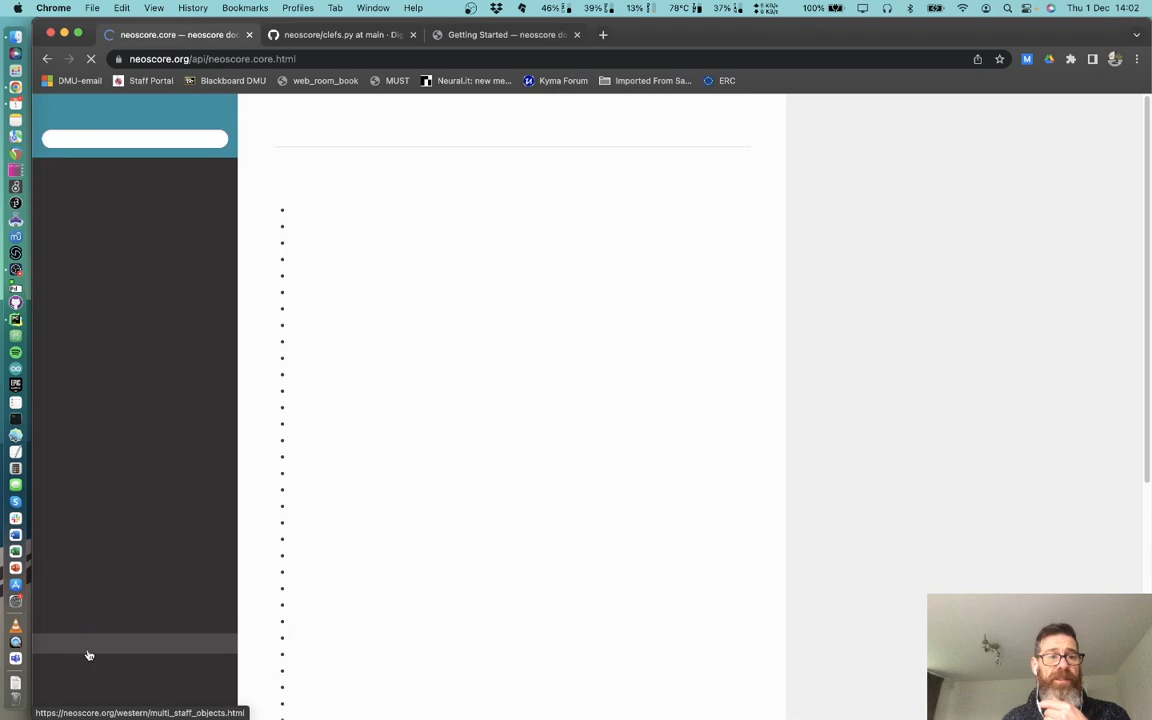 Chrome File Edit View History Bookmarks Profiles Tab Window Help 46% 39% 13% 78°C 37% 100% Thu 1 Dec 14:02
neoscore.core — neoscore doc neoscore/clefs.py at main · Dig Getting Started — neoscore do
neoscore.org/api/neoscore.core.html
DMU-email Staff Portal Blackboard DMU web_room_book MUST Neural.it: new me... Kyma Forum Imported From Sa... ERC
https://neoscore.org/western/multi_staff_objects.html